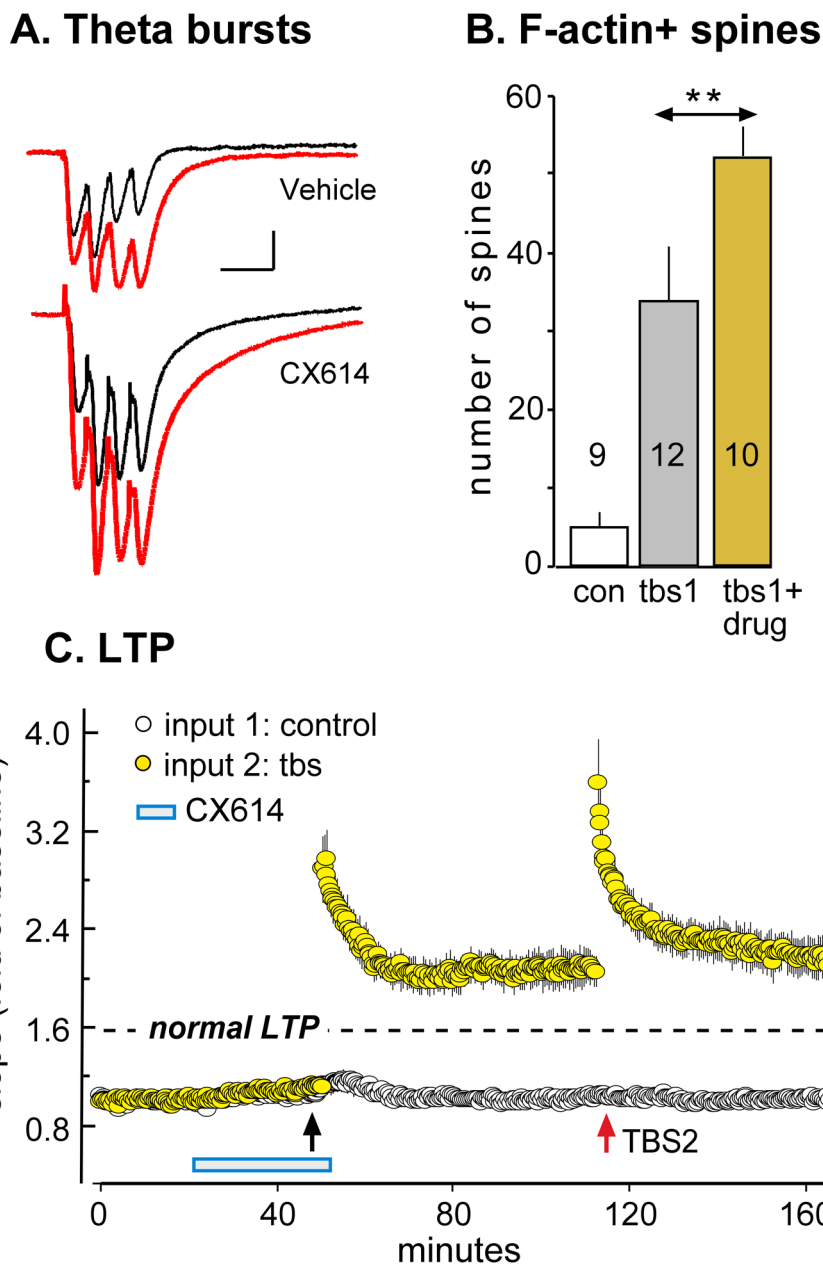 A. Theta bursts
Vehicle
CX614
B. F-actin+ spines
**
number of spines
60
40
20
0
9
12
10
con
tbs1
tbs1+
drug
C. LTP
4.0
3.2
2.4
1.6
0.8
input 1: control
input 2: tbs
CX614
normal LTP
TBS2
0
40
80
120
minutes